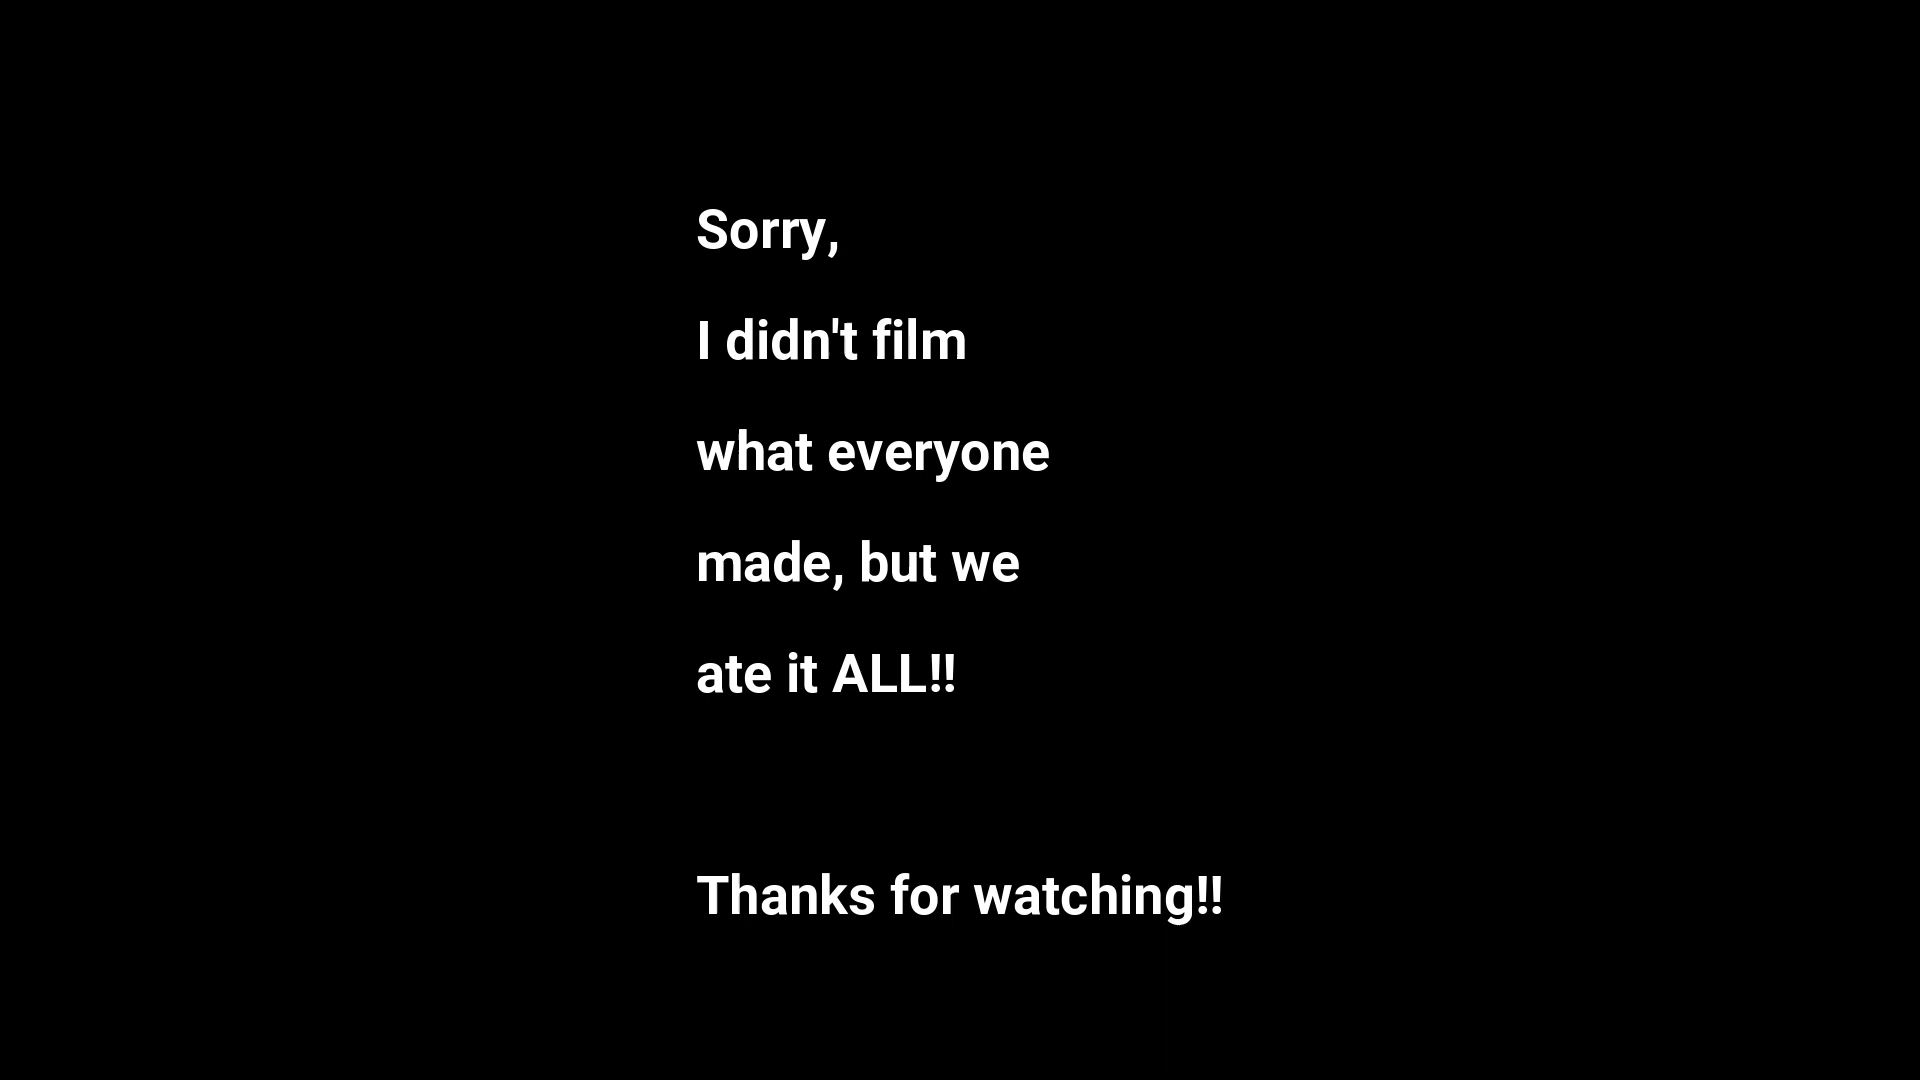 Sorry,
I didn't film
what everyone
made, but we
ate it ALL!!
Thanks for watching!!